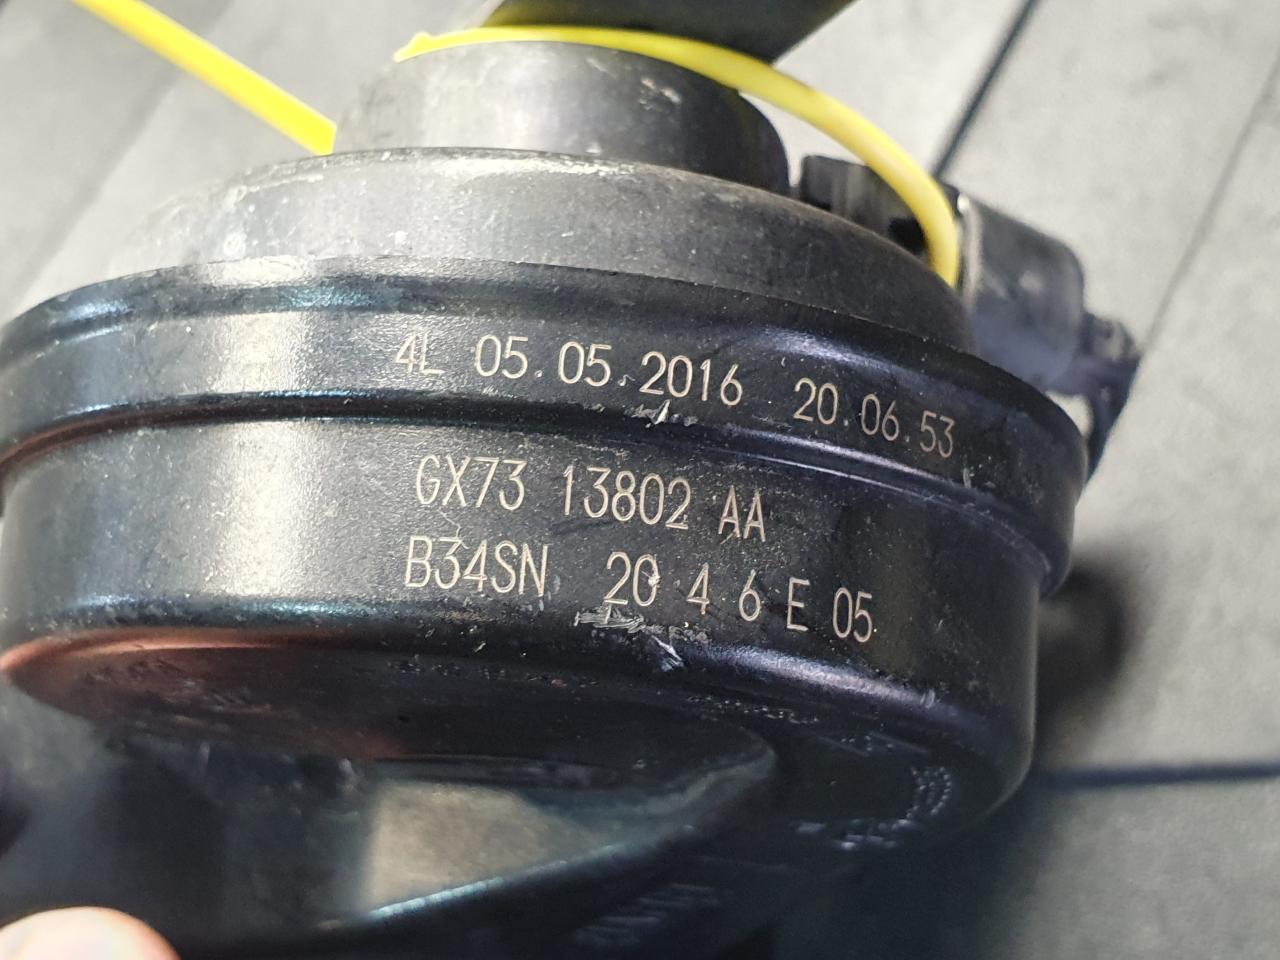 4L 05.05.2016 20.06.53
GX73 13802 AA
B34SN 20 4 6 E 05